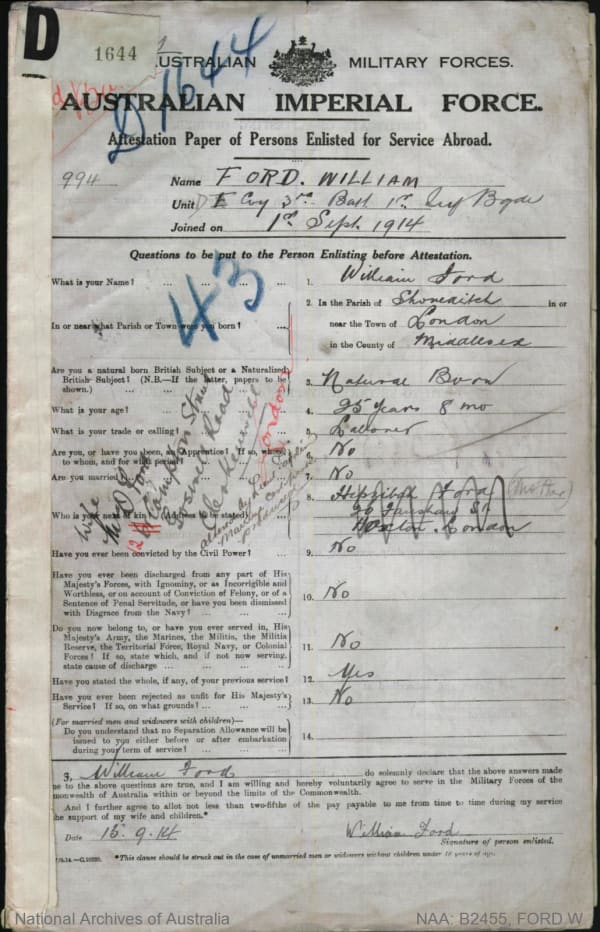 D
1644
D1644
AUSTRALIAN MILITARY FORCES.
AUSTRALIAN IMPERIAL FORCE.
Attestation Paper of Persons Enlisted for Service Abroad.
994
Name FORD. WILLIAM
Unit E Coy 3rd Batt 1st Inf Bgde
Joined on 1st Sept. 1914
Questions to be put to the Person Enlisting before Attestation.
43
What is your Name? ... 1. William Ford
In or near what Parish or Town were you born? ... 2. In the Parish of Shoreditch in or
near the Town of London
in the County of Middlesex
Are you a natural born British Subject or a Naturalized
British Subject? (N.B.—If the latter, papers to be
shown.) ... 3. Natural Born
What is your age? ... 4. 25 years 8 mo
What is your trade or calling? ... 5. Labourer
Are you, or have you been, an Apprentice? If so, where,
to whom, and for what period? 6. No
Are you married? 7. No
Who is your next of kin? (Address to be stated) 8. Ford (Mother)
St
Hoxton. London
Wife
Mrs D Ford
12
Street
Road
Clerkenwell
London
Have you ever been convicted by the Civil Power? ... 9. No
Have you ever been discharged from any part of His
Majesty's Forces, with Ignominy, or as Incorrigible and
Worthless, or on account of Conviction of Felony, or of a
Sentence of Penal Servitude, or have you been dismissed
with Disgrace from the Navy? ... 10. No
Do you now belong to, or have you ever served in, His
Majesty's Army, the Marines, the Militia, the Militia
Reserve, the Territorial Force, Royal Navy, or Colonial
Forces? If so, state which, and if not now serving,
state cause of discharge ... 11. No
Have you stated the whole, if any, of your previous service? 12. Yes
Have you ever been rejected as unfit for His Majesty's
Service? If so, on what grounds? ... 13. No
(For married men and widowers with children)—
Do you understand that no Separation Allowance will be
issued to you either before or after embarkation
during your term of service? ... 14.
I, William Ford do solemnly declare that the above answers made
me to the above questions are true, and I am willing and hereby voluntarily agree to serve in the Military Forces of the
monwealth of Australia within or beyond the limits of the Commonwealth.
And I further agree to allot not less than two-fifths of the pay payable to me from time to time during my service
the support of my wife and children.*
Date 15.9.14 William Ford
Signature of person enlisted.
*This clause should be struck out in the case of unmarried men or widowers without children under 18 years of age.
National Archives of Australia NAA: B2455, FORD W